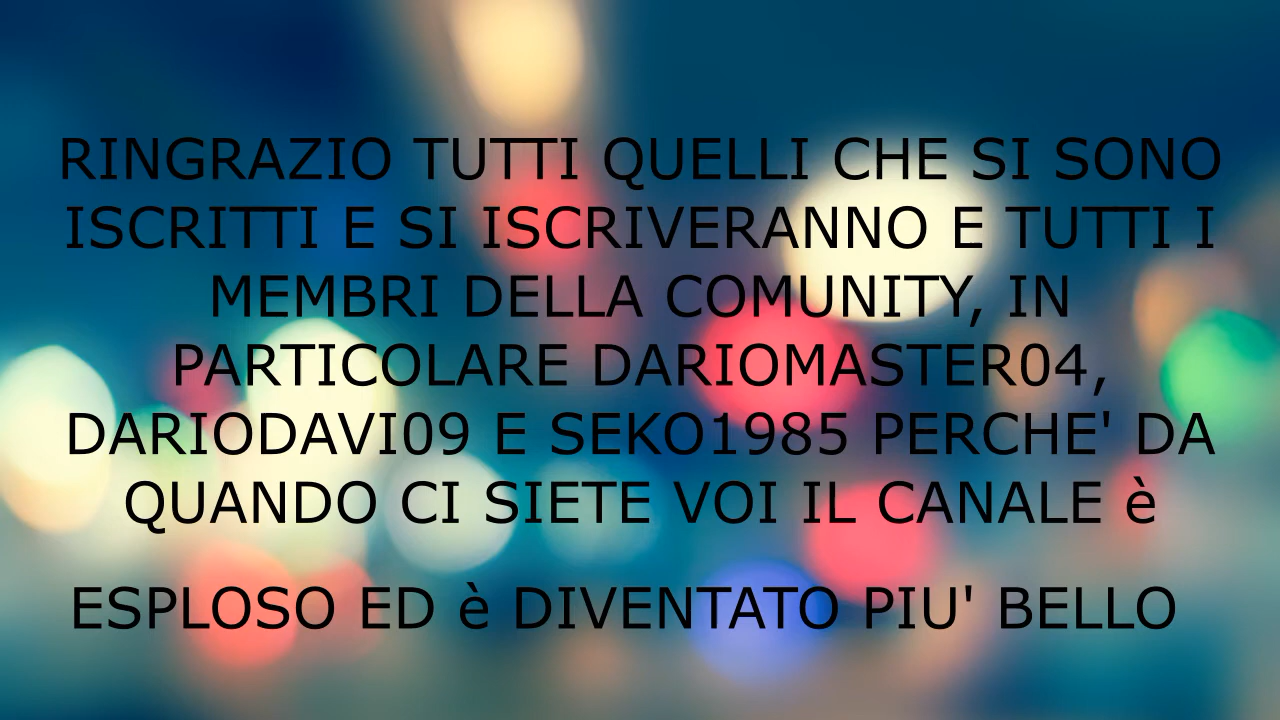 RINGRAZIO TUTTI QUELLI CHE SI SONO
ISCRITTI E SI ISCRIVERANNO E TUTTI I
MEMBRI DELLA COMUNITY, IN
PARTICOLARE DARIOMASTER04,
DARIODAVI09 E SEKO1985 PERCHE' DA
QUANDO CI SIETE VOI IL CANALE è
ESPLOSO ED è DIVENTATO PIU' BELLO